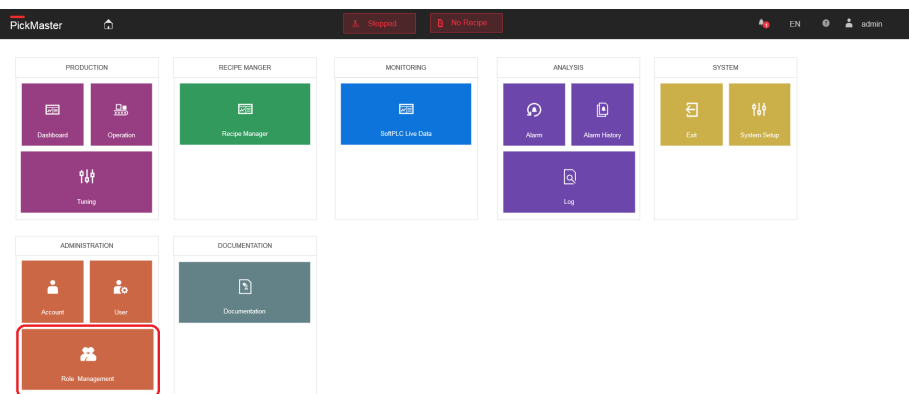 PickMaster
Stopped
No Recipe
EN
admin
PRODUCTION
RECIPE MANGER
MONITORING
ANALYSIS
SYSTEM
Dashboard
Operation
Recipe Manager
SoftPLC Live Data
Alarm
Alarm History
Exit
System Setup
Tuning
Log
ADMINISTRATION
DOCUMENTATION
Account
User
Documentation
Role Management